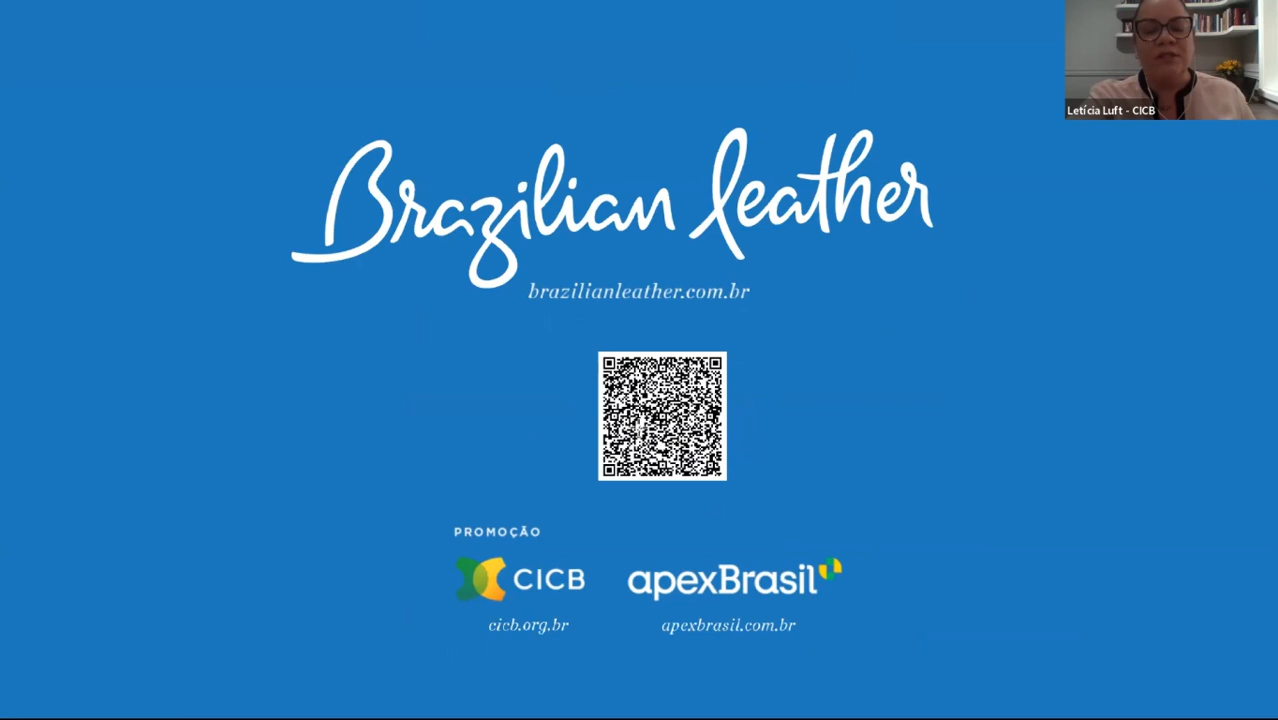 Letícia Luft - CICB
Brazilian leather
brazilianleather.com.br
PROMOÇÃO
CICB
apexBrasil
cicb.org.br
apexbrasil.com.br